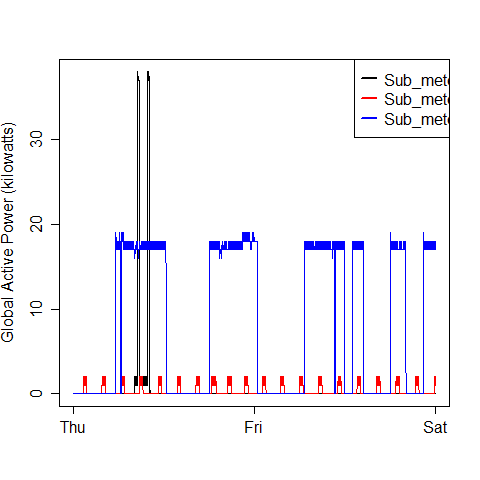 Sub_mete
Sub_mete
Sub_mete
Global Active Power (kilowatts)
30
20
10
0
Thu Fri Sat